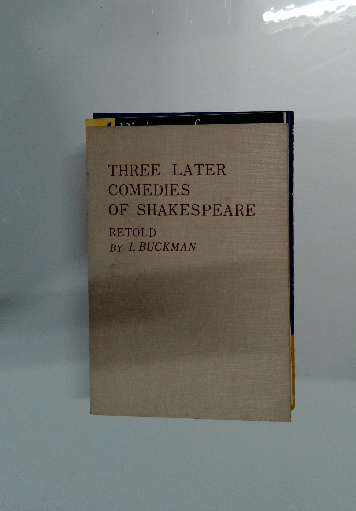 THREE LATER
COMEDIES
OF SHAKESPEARE
RETOLD
BY I. BUCKMAN